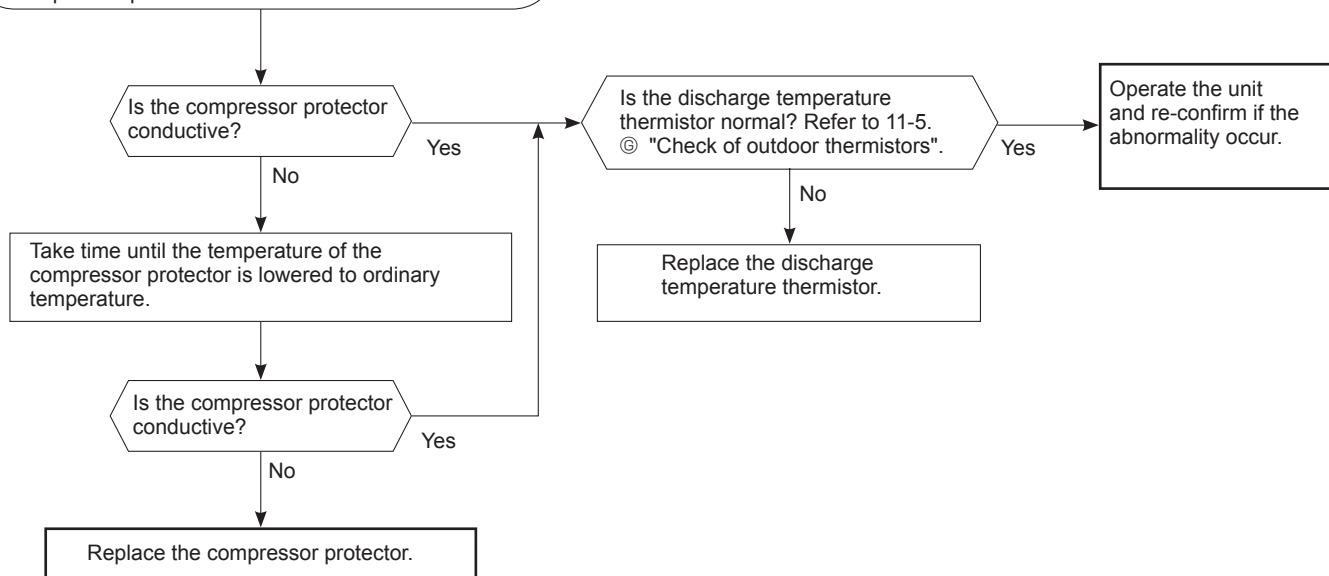 Is the compressor protector
conductive?
Yes
No
Is the discharge temperature
thermistor normal? Refer to 11-5.
Ⓖ "Check of outdoor thermistors".
Yes
No
Operate the unit
and re-confirm if the
abnormality occur.
Take time until the temperature of the
compressor protector is lowered to ordinary
temperature.
Replace the discharge
temperature thermistor.
Is the compressor protector
conductive?
Yes
No
Replace the compressor protector.